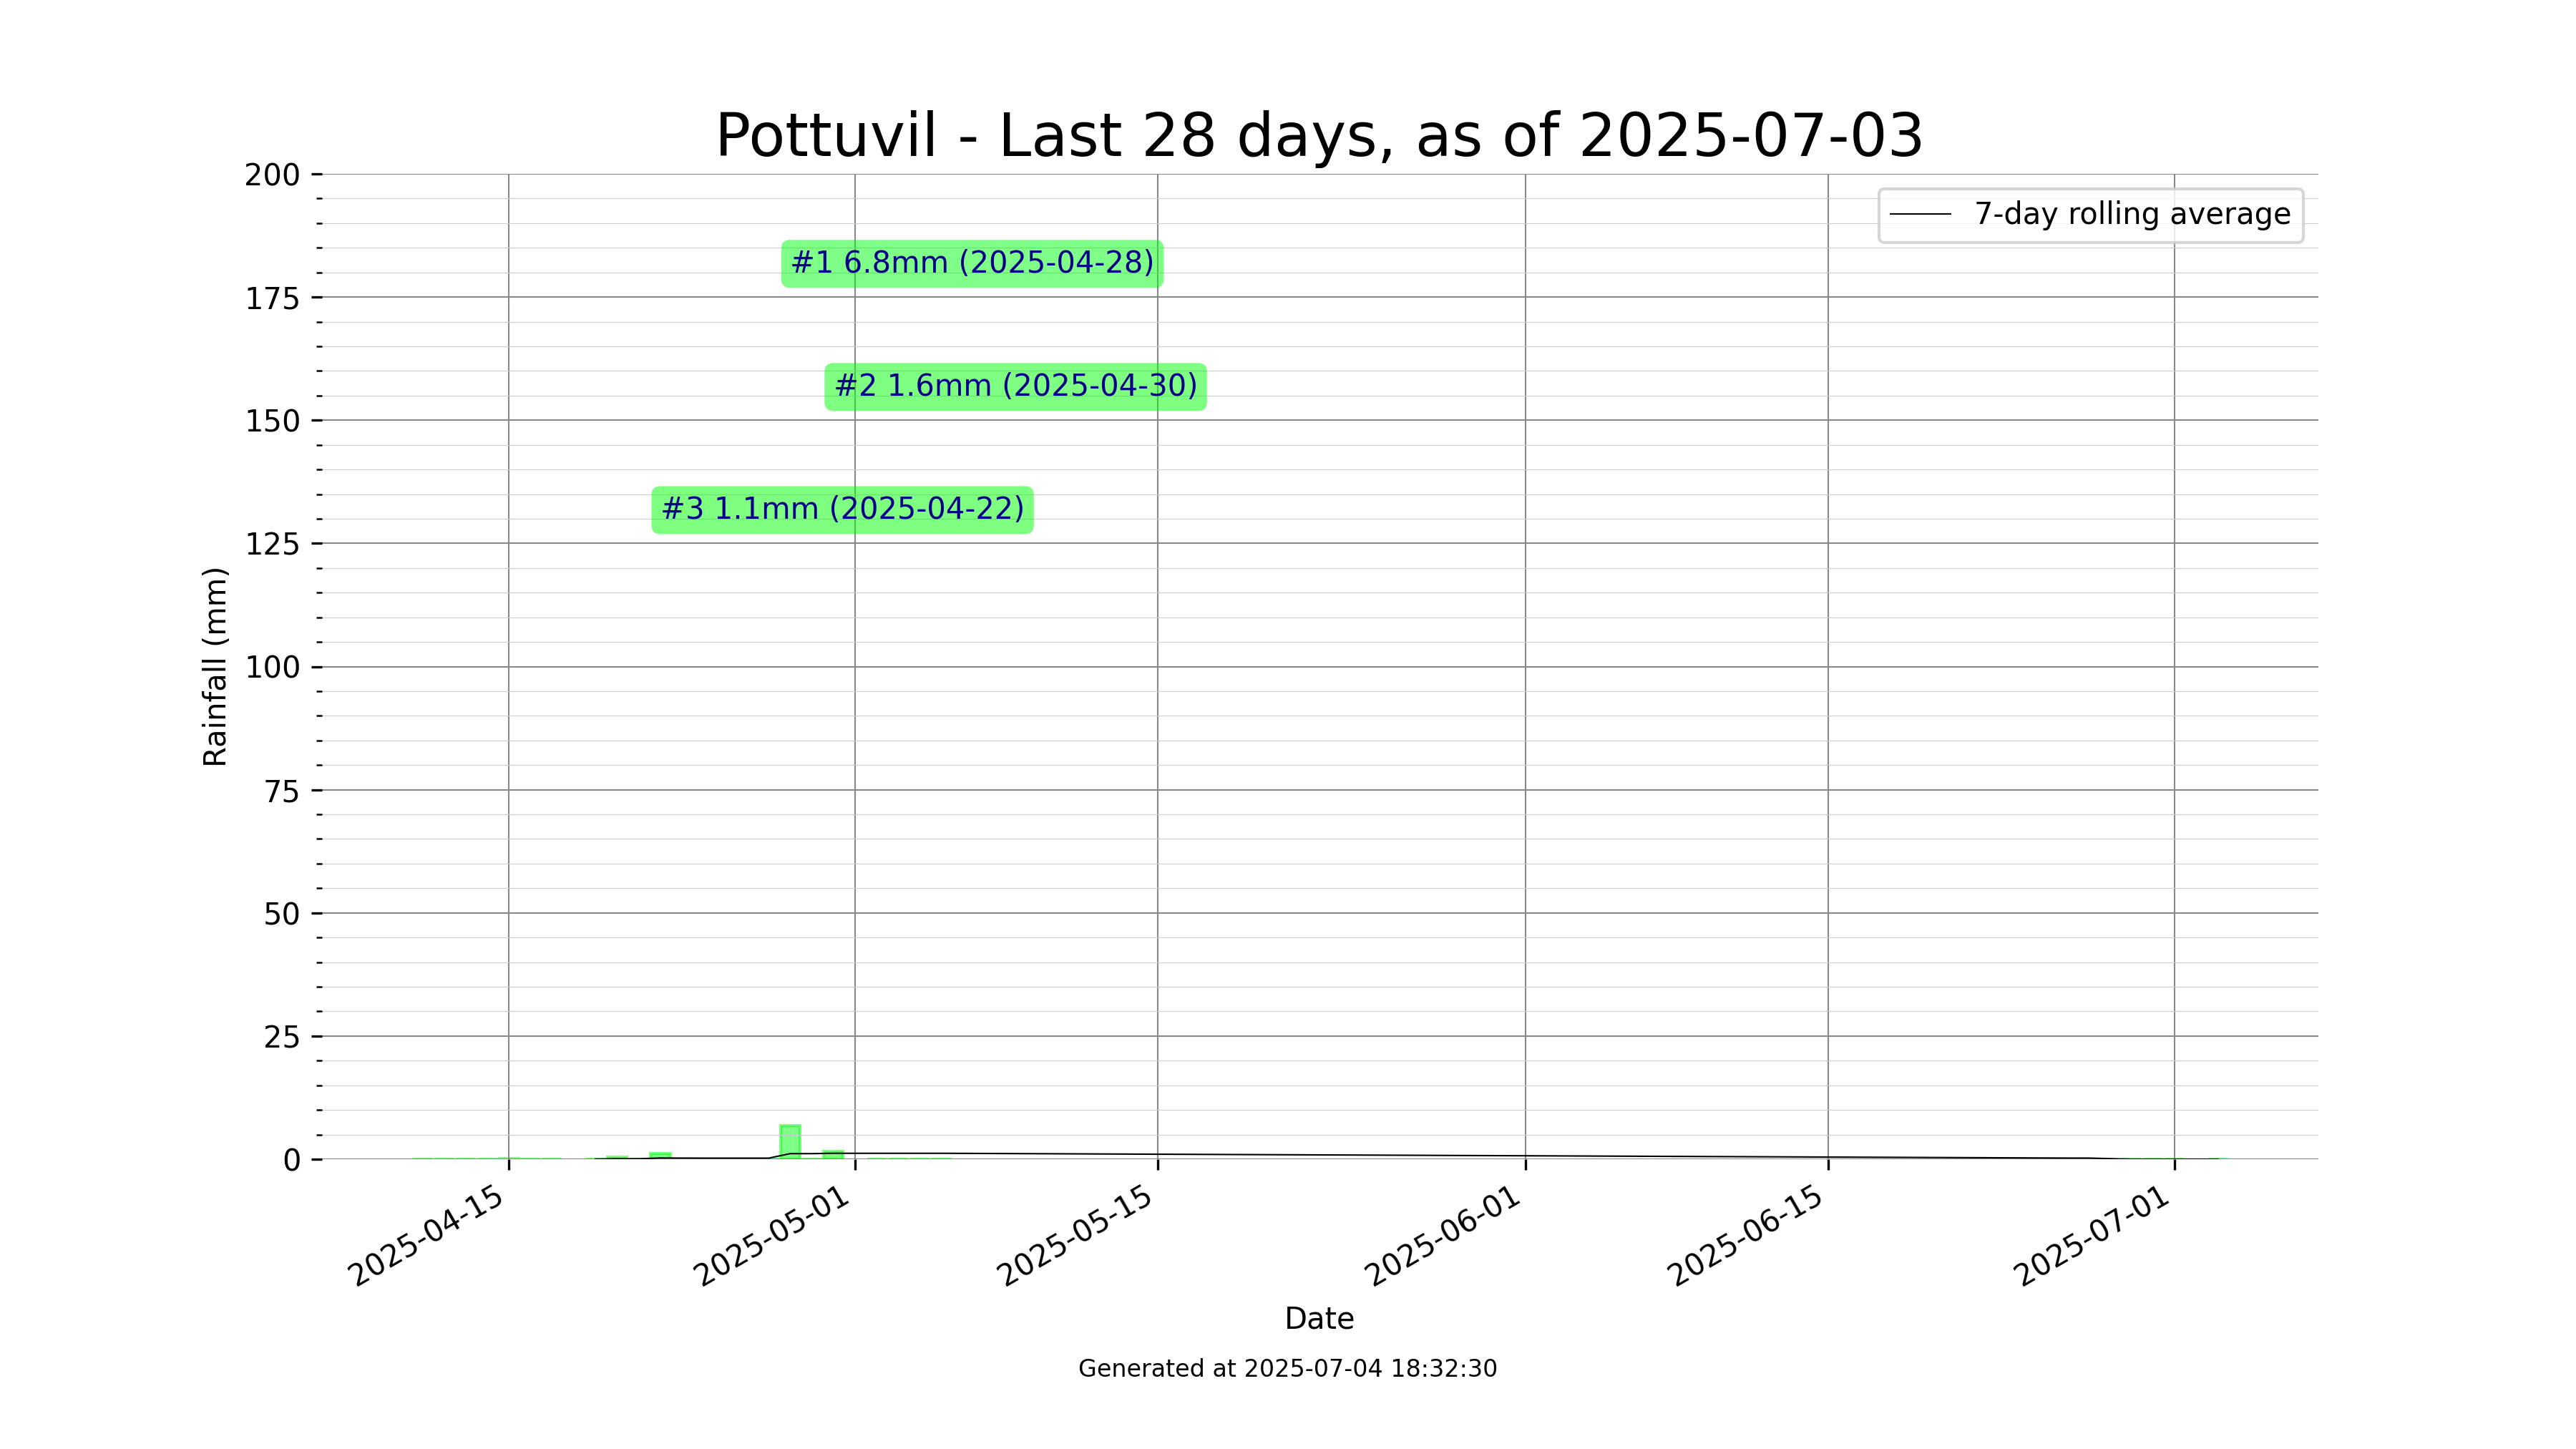 Pottuvil - Last 28 days, as of 2025-07-03
200
175
150
125
100
75
50
25
0
Rainfall (mm)
7-day rolling average
#1 6.8mm (2025-04-28)
#2 1.6mm (2025-04-30)
#3 1.1mm (2025-04-22)
2025-04-15
2025-05-01
2025-05-15
2025-06-01
2025-06-15
2025-07-01
Date
Generated at 2025-07-04 18:32:30